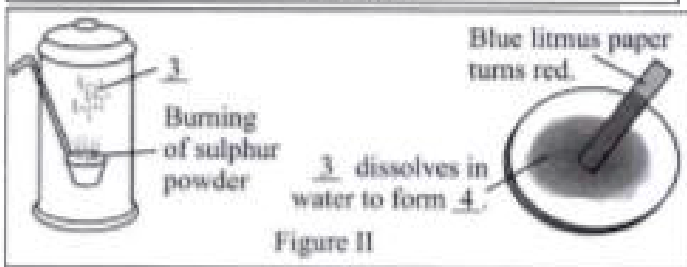 3
Burning
of sulphur
powder
Blue litmus paper
turns red.
3 dissolves in
water to form 4.
Figure II